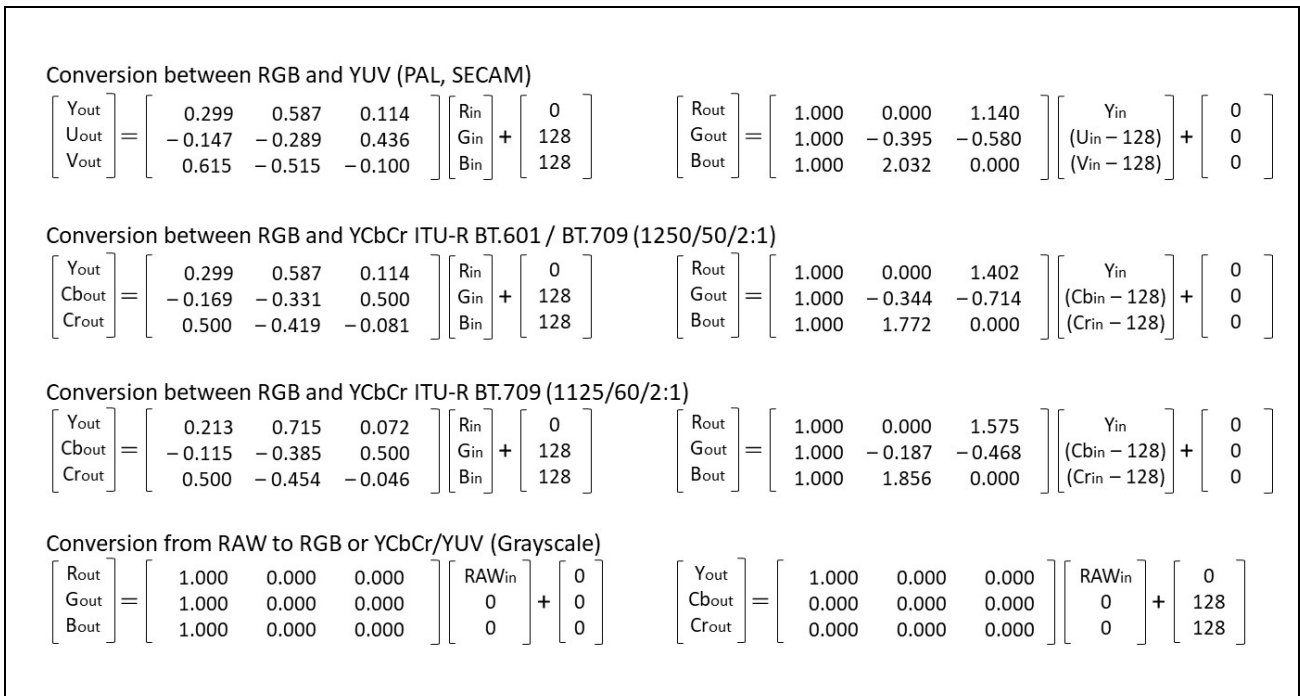 Conversion between RGB and YUV (PAL, SECAM)
Yout 0.299 0.587 0.114 Rin 0 Rout 1.000 0.000 1.140 Yin 0
Uout = − 0.147 − 0.289 0.436 Gin + 128 Gout = 1.000 − 0.395 − 0.580 (Uin − 128) + 0
Vout 0.615 − 0.515 − 0.100 Bin 128 Bout 1.000 2.032 0.000 (Vin − 128) 0
Conversion between RGB and YCbCr ITU-R BT.601 / BT.709 (1250/50/2:1)
Yout 0.299 0.587 0.114 Rin 0 Rout 1.000 0.000 1.402 Yin 0
Cbout = − 0.169 − 0.331 0.500 Gin + 128 Gout = 1.000 − 0.344 − 0.714 (Cbin − 128) + 0
Crout 0.500 − 0.419 − 0.081 Bin 128 Bout 1.000 1.772 0.000 (Crin − 128) 0
Conversion between RGB and YCbCr ITU-R BT.709 (1125/60/2:1)
Yout 0.213 0.715 0.072 Rin 0 Rout 1.000 0.000 1.575 Yin 0
Cbout = − 0.115 − 0.385 0.500 Gin + 128 Gout = 1.000 − 0.187 − 0.468 (Cbin − 128) + 0
Crout 0.500 − 0.454 − 0.046 Bin 128 Bout 1.000 1.856 0.000 (Crin − 128) 0
Conversion from RAW to RGB or YCbCr/YUV (Grayscale)
Rout 1.000 0.000 0.000 RAWin 0 Yout 1.000 0.000 0.000 RAWin 0
Gout = 1.000 0.000 0.000 0 + 0 Cbout = 0.000 0.000 0.000 0 + 128
Bout 1.000 0.000 0.000 0 0 Crout 0.000 0.000 0.000 0 128